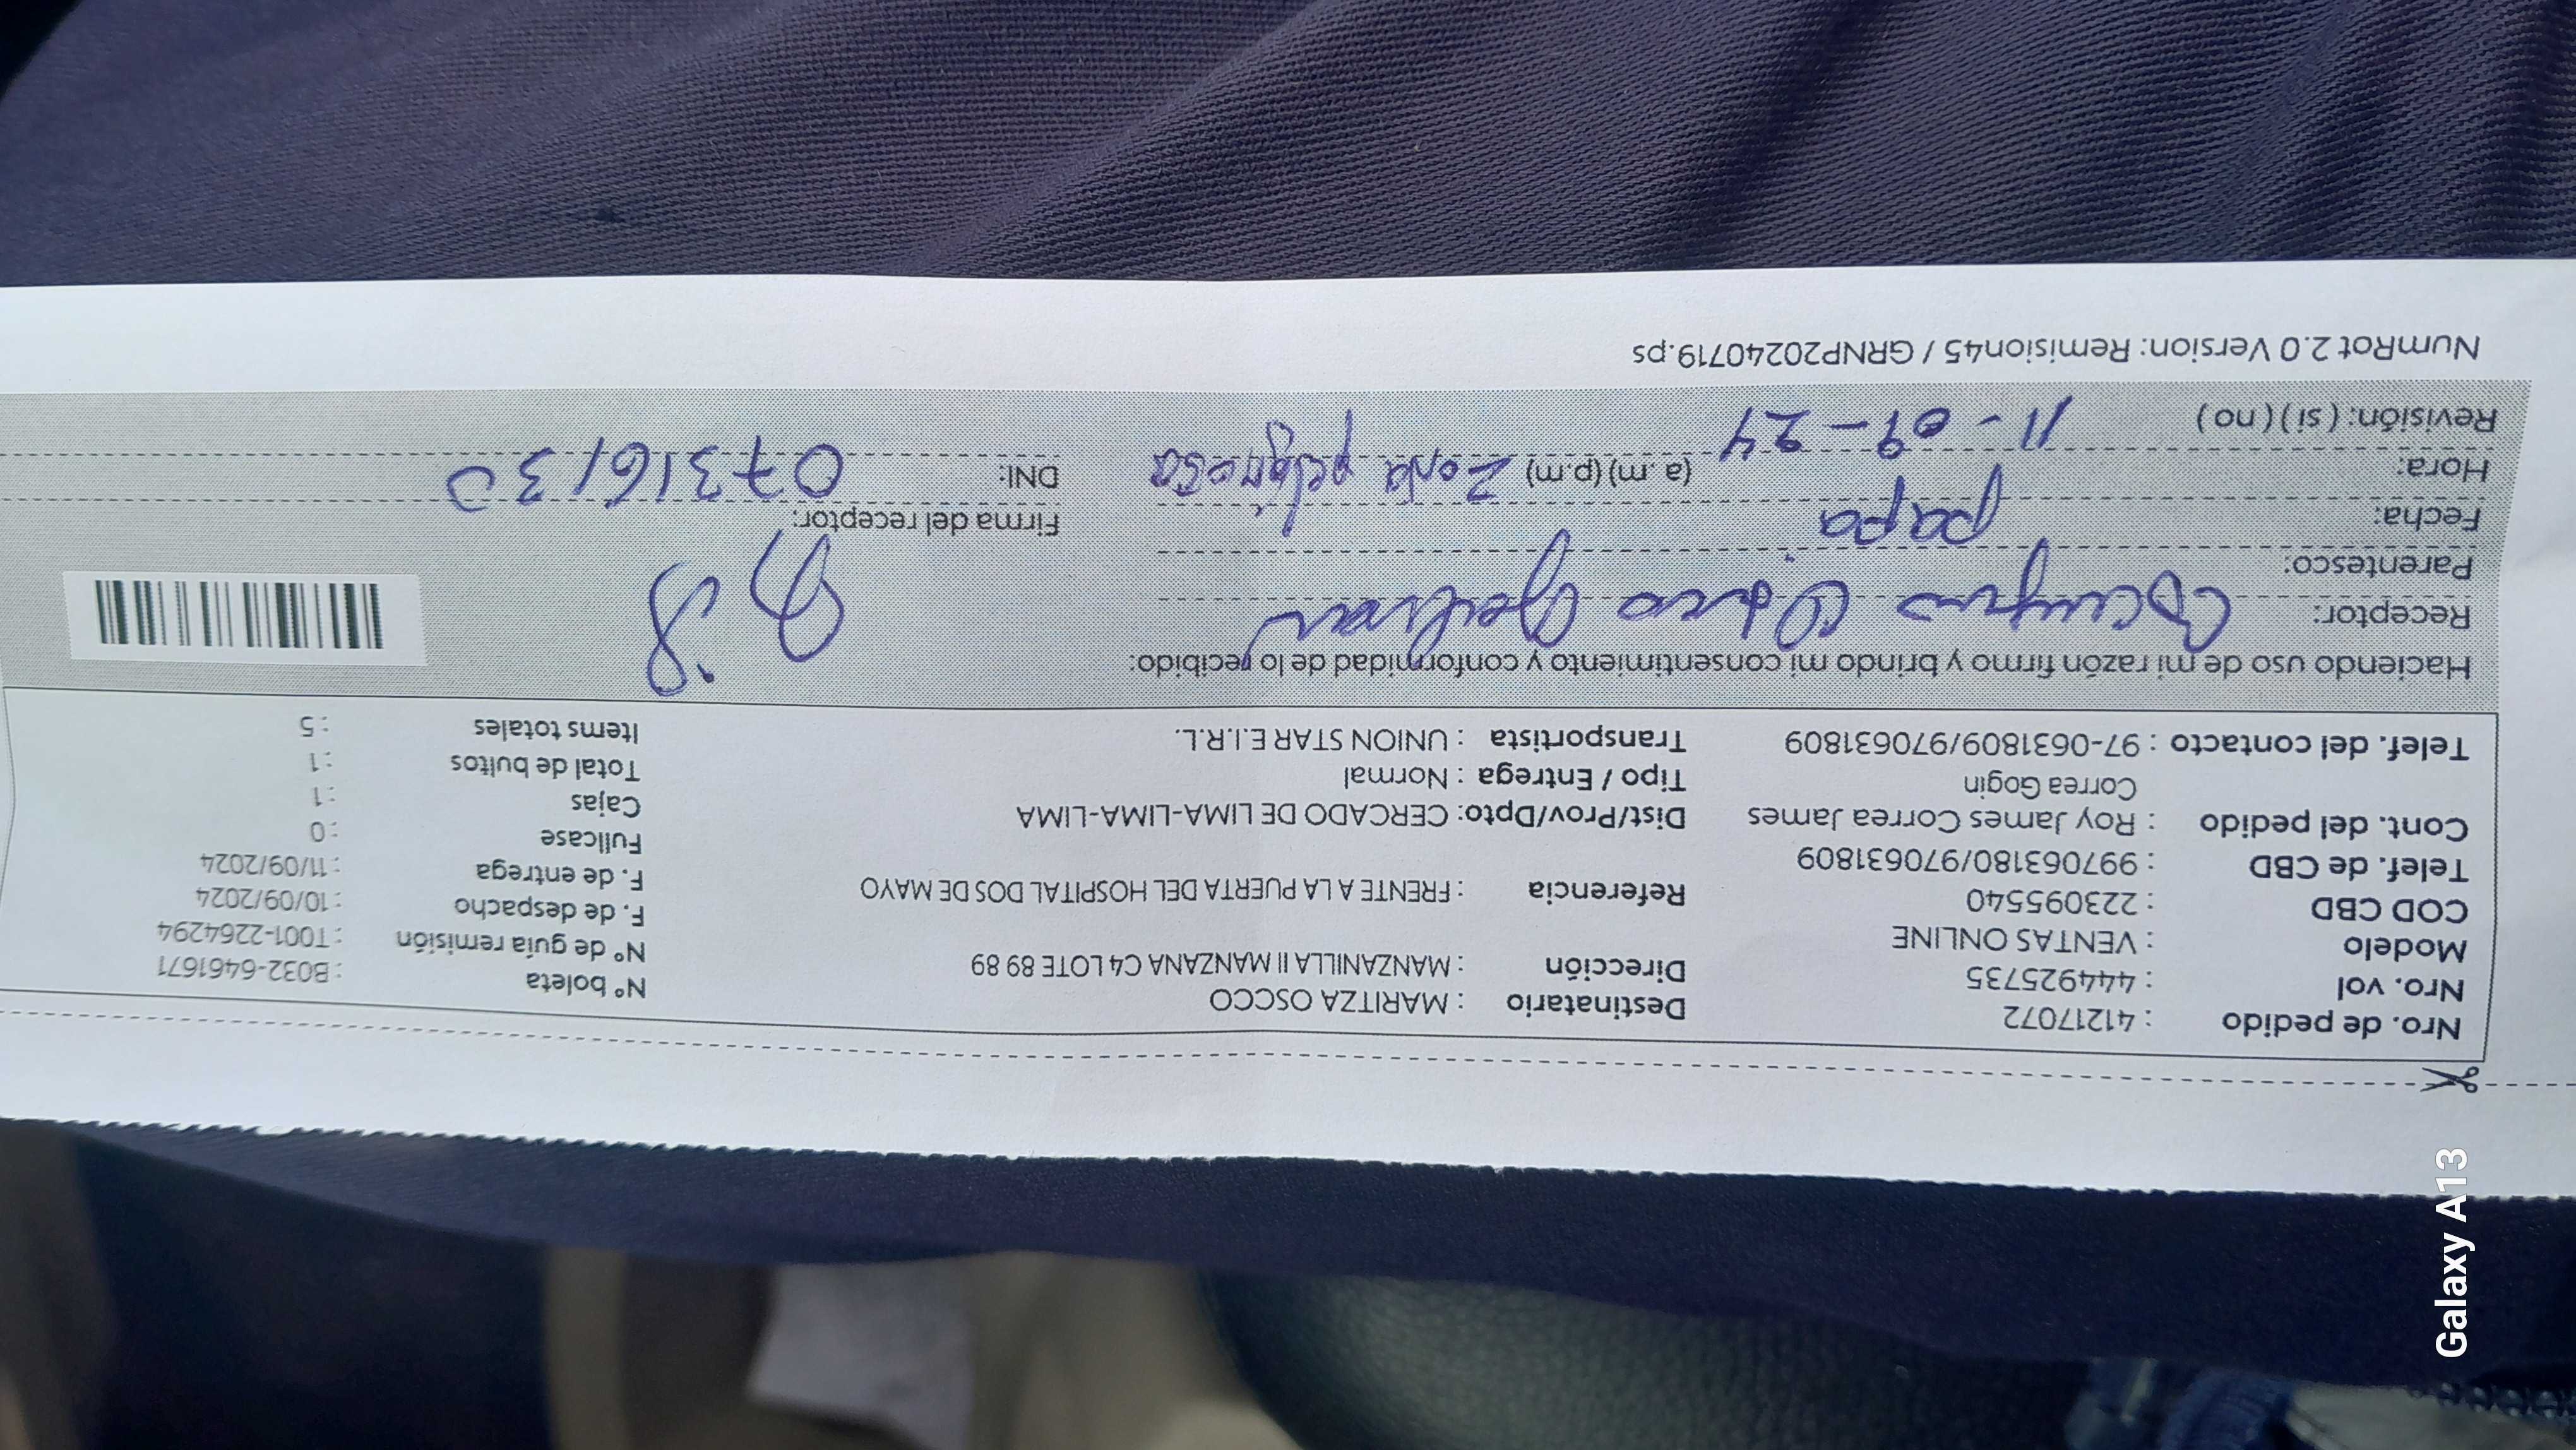 Nro. de pedido : 41217072
Nro. vol : 444925735
Modelo : VENTAS ONLINE
COD CBD : 223095540
Telef. de CBD : 997063180/970631809
Cont. del pedido : Roy James Correa James
Correa Gogin
Telef. del contacto : 97-0631809/970631809
Destinatario : MARITZA OSCCO
Dirección : MANZANILLA II MANZANA C4 LOTE 89 89
Referencia : FRENTE A LA PUERTA DEL HOSPITAL DOS DE MAYO
Dist/Prov/Dpto: CERCADO DE LIMA-LIMA-LIMA
Tipo / Entrega : Normal
Transportista : UNION STAR E.I.R.L.
N° boleta : B032-6461671
N° de guía remisión : T001-2264294
F. de despacho : 10/09/2024
F. de entrega : 11/09/2024
Fullcase : 0
Cajas : 1
Total de bultos : 1
Items totales : 5
Haciendo uso de mi razón firmo y brindo mi consentimiento y conformidad de lo recibido:
Receptor:
Parentesco: papa
Fecha:
Hora: 11-09-24 (a.m) (p.m) Zona peligrosa
Revisión: ( si ) ( no )
Firma del receptor:
DNI: 07316130
NumRot 2.0 Version: Remision45 / GRNP20240719.ps
Galaxy A13